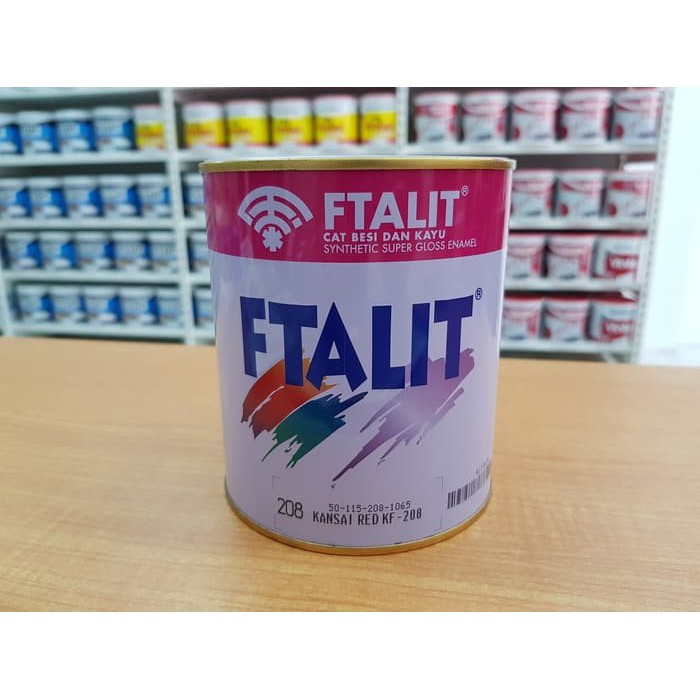 FTALIT®
CAT BESI DAN KAYU
SYNTHETIC SUPER GLOSS ENAMEL
FTALIT®
208
50-115-208-1065
KANSAI RED KF-208